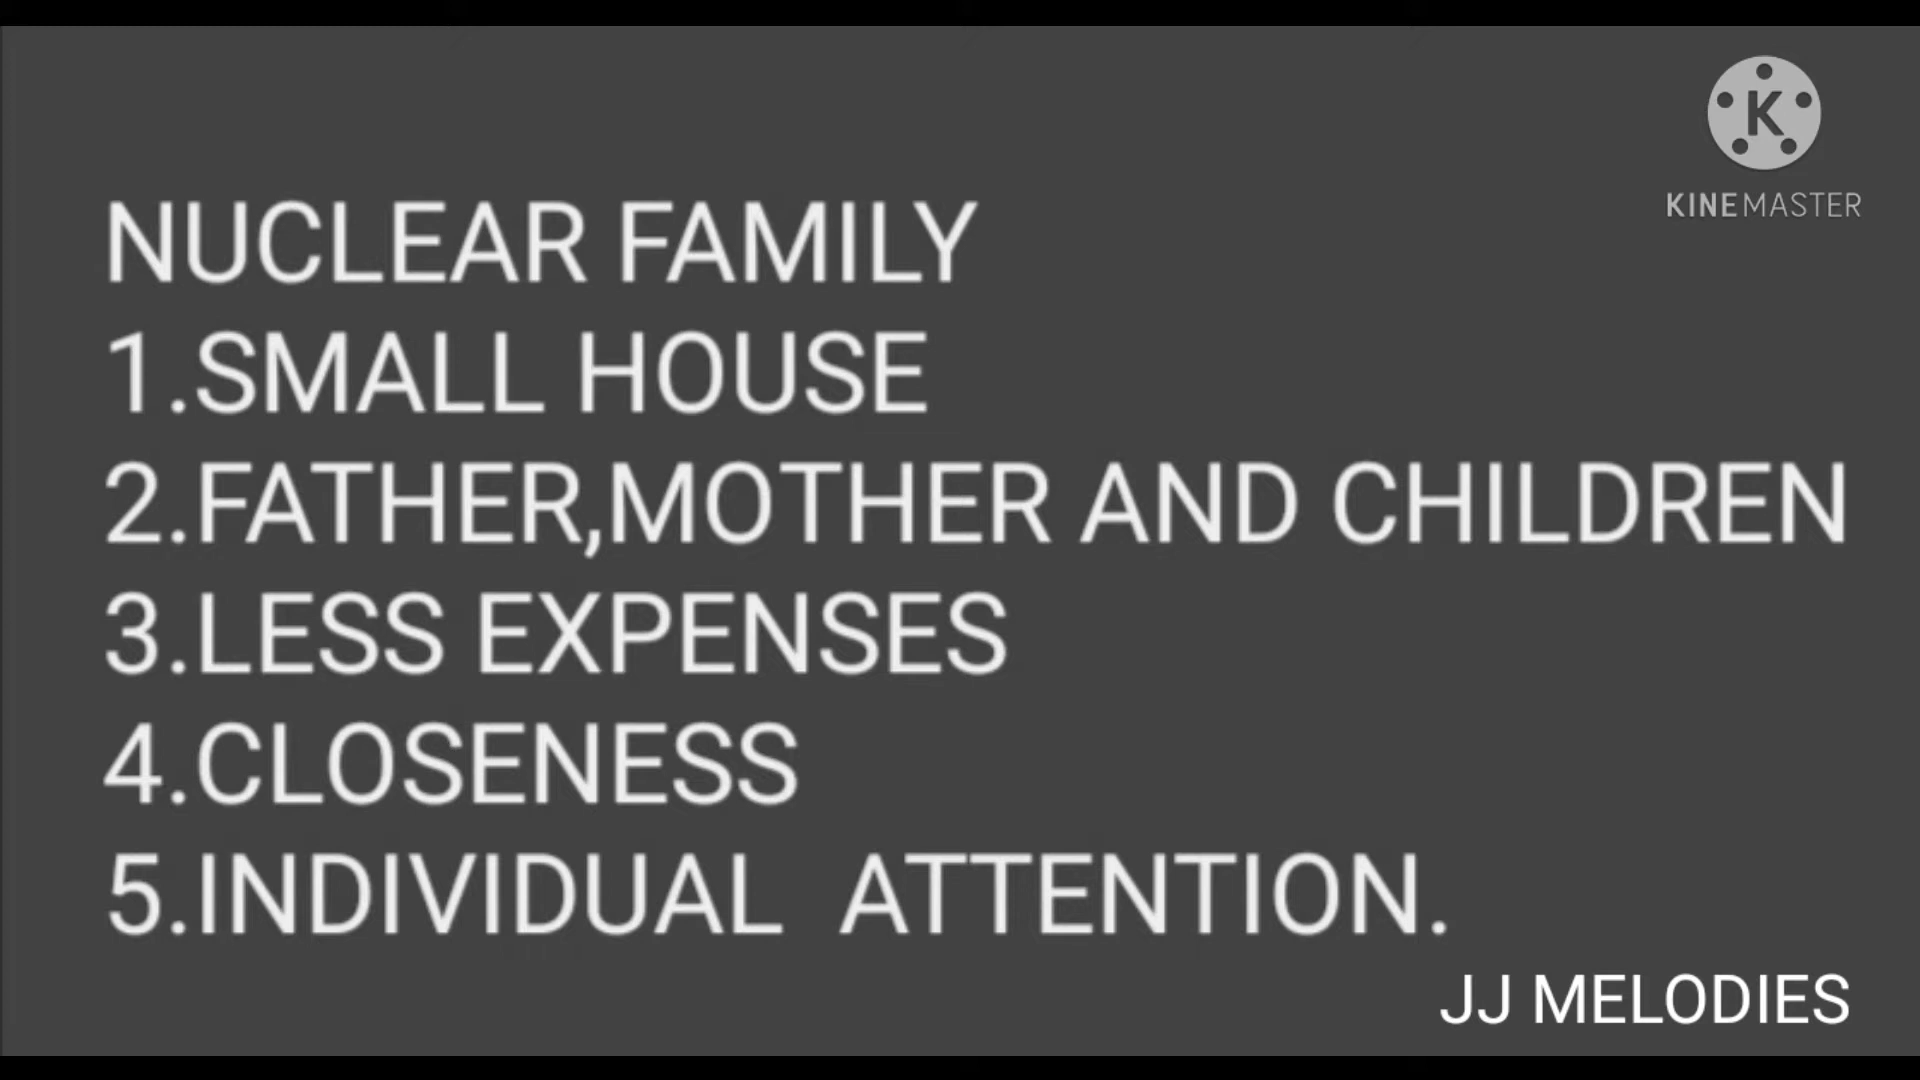 K
KINEMASTER
NUCLEAR FAMILY
1.SMALL HOUSE
2.FATHER,MOTHER AND CHILDREN
3.LESS EXPENSES
4.CLOSENESS
5.INDIVIDUAL  ATTENTION.
JJ MELODIES